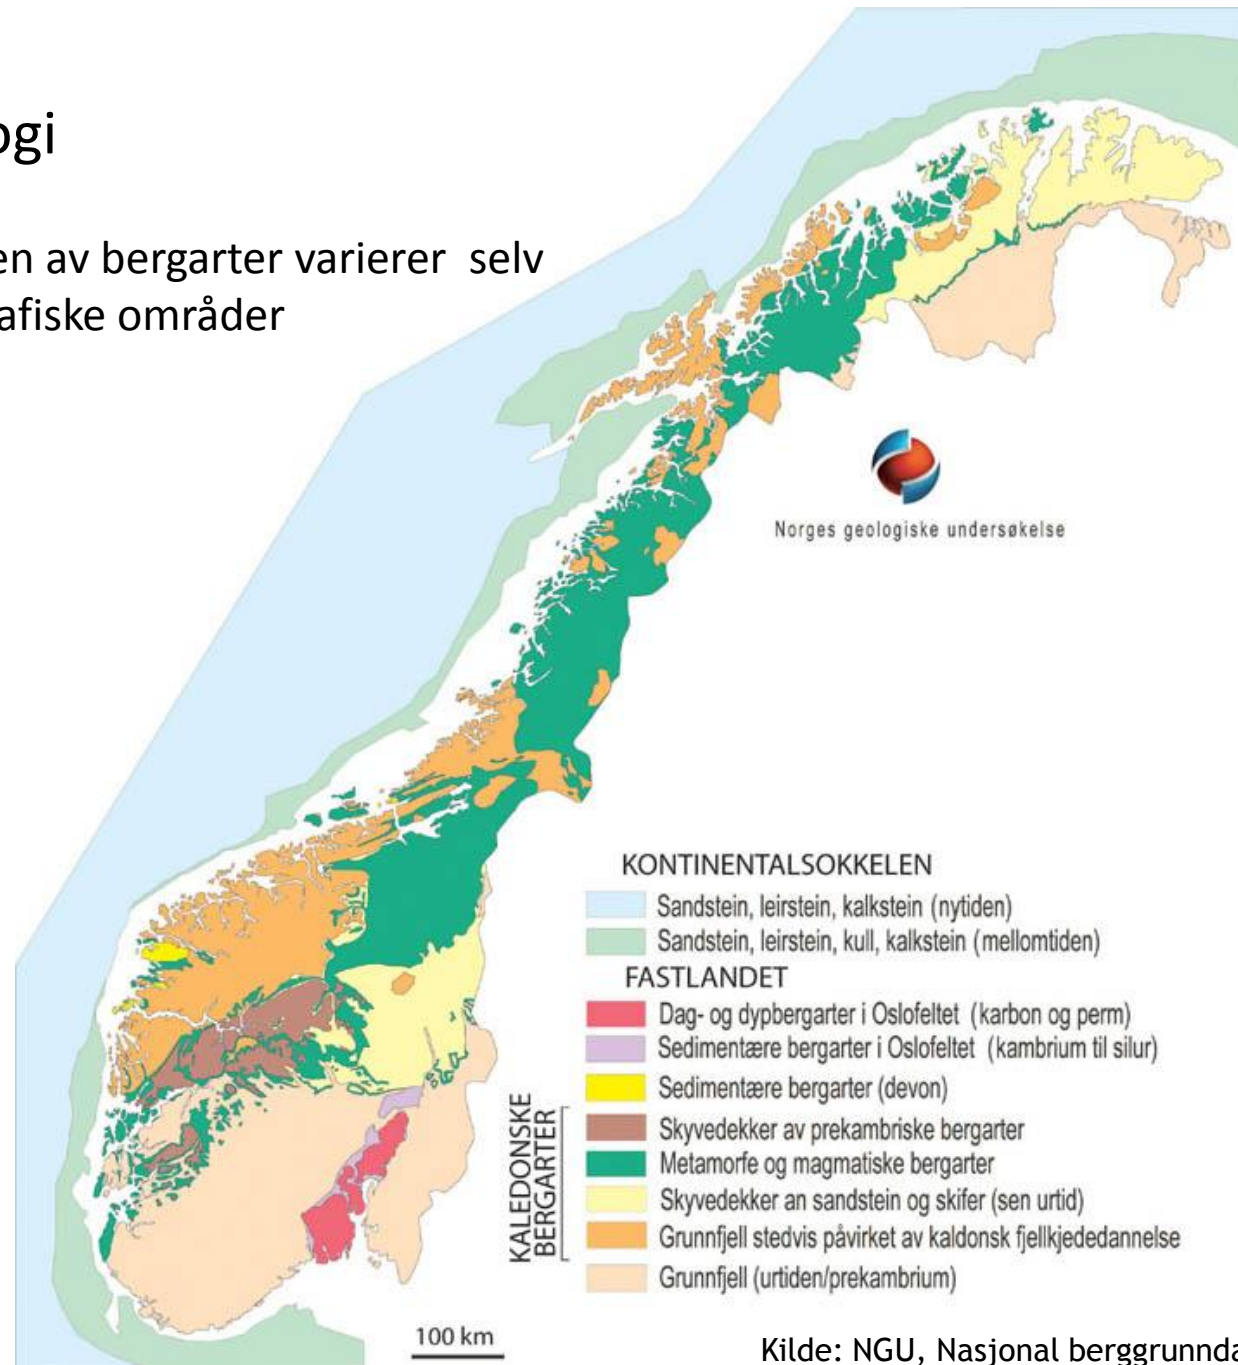 ogi
en av bergarter varierer selv
afiske områder
Norges geologiske undersøkelse
KONTINENTALSOKKELEN
Sandstein, leirstein, kalkstein (nytiden)
Sandstein, leirstein, kull, kalkstein (mellomtiden)
FASTLANDET
Dag- og dypbergarter i Oslofeltet (karbon og perm)
Sedimentære bergarter i Oslofeltet (kambrium til silur)
Sedimentære bergarter (devon)
KALEDONSKE
BERGARTER
Skyvedekker av prekambriske bergarter
Metamorfe og magmatiske bergarter
Skyvedekker an sandstein og skifer (sen urtid)
Grunnfjell stedvis påvirket av kaldonsk fjellkjededannelse
Grunnfjell (urtiden/prekambrium)
100 km
Kilde: NGU, Nasjonal berggrunnda